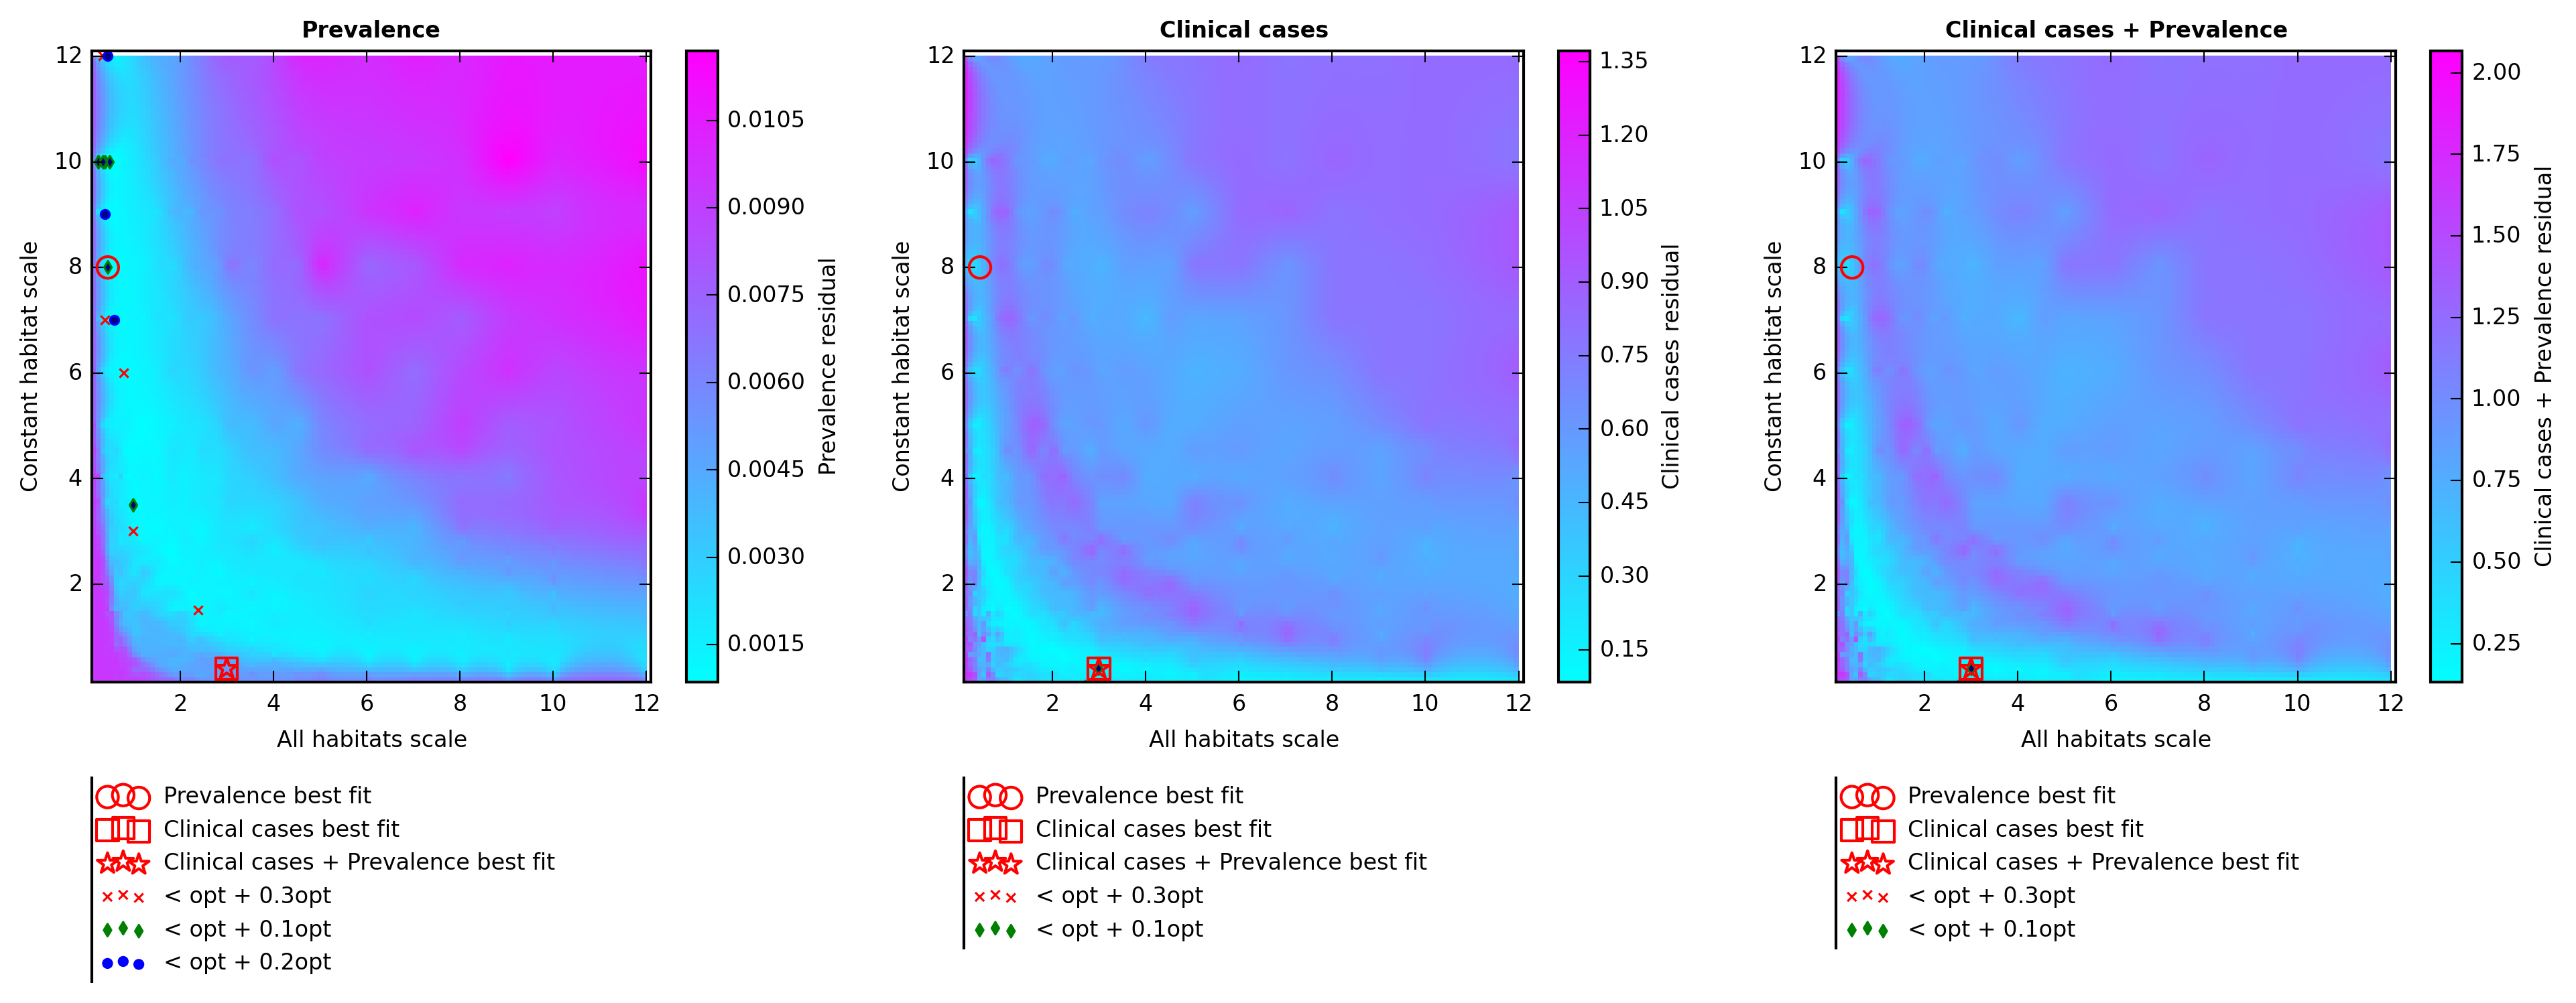 Prevalence
Constant habitat scale
12
10
8
6
4
2
2 4 6 8 10 12
All habitats scale
0.0105
0.0090
0.0075
0.0060
0.0045
0.0030
0.0015
Prevalence residual
Prevalence best fit
Clinical cases best fit
Clinical cases + Prevalence best fit
< opt + 0.3opt
< opt + 0.1opt
< opt + 0.2opt
Clinical cases
Constant habitat scale
12
10
8
6
4
2
2 4 6 8 10 12
All habitats scale
1.35
1.20
1.05
0.90
0.75
0.60
0.45
0.30
0.15
Clinical cases residual
Prevalence best fit
Clinical cases best fit
Clinical cases + Prevalence best fit
< opt + 0.3opt
< opt + 0.1opt
Clinical cases + Prevalence
Constant habitat scale
12
10
8
6
4
2
2 4 6 8 10 12
All habitats scale
2.00
1.75
1.50
1.25
1.00
0.75
0.50
0.25
Clinical cases + Prevalence residual
Prevalence best fit
Clinical cases best fit
Clinical cases + Prevalence best fit
< opt + 0.3opt
< opt + 0.1opt